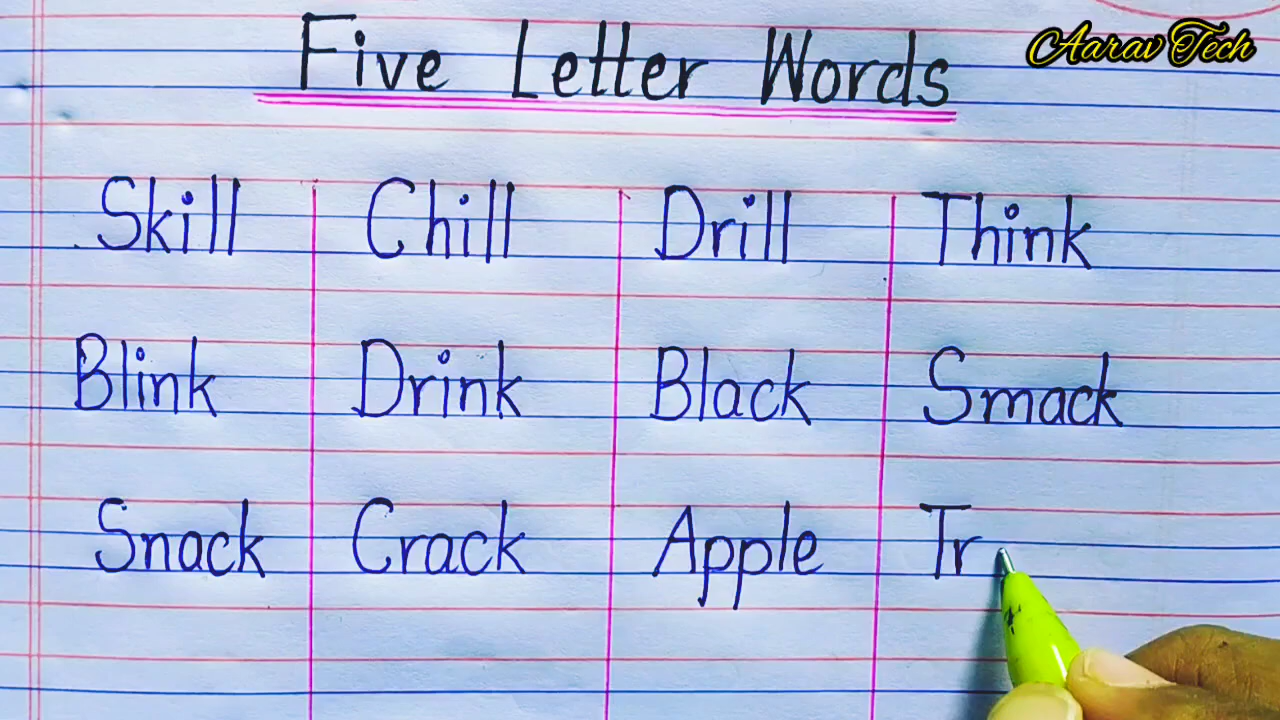 Five Letter Words
Aarav Tech
Skill Chill Drill Think
Blink Drink Black Smack
Snack Crack Apple Tr